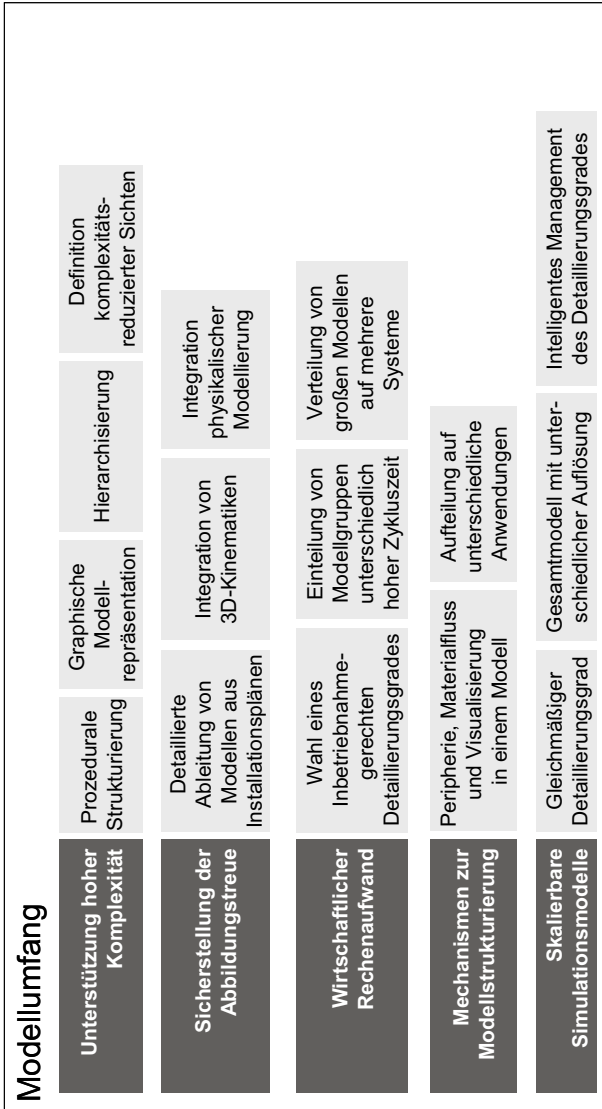 Modellumfang
Unterstützung hoher
Komplexität
Prozedurale
Strukturierung
Graphische
Modell-
repräsentation
Hierarchisierung
Definition
komplexitäts-
reduzierter Sichten
Sicherstellung der
Abbildungstreue
Detaillierte
Ableitung von
Modellen aus
Installationsplänen
Integration von
3D-Kinematiken
Integration
physikalischer
Modellierung
Wirtschaftlicher
Rechenaufwand
Wahl eines
Inbetriebnahme-
gerechten
Detaillierungsgrades
Einteilung von
Modellgruppen
unterschiedlich
hoher Zykluszeit
Verteilung von
großen Modellen
auf mehrere
Systeme
Mechanismen zur
Modellstrukturierung
Peripherie, Materialfluss
und Visualisierung
in einem Modell
Aufteilung auf
unterschiedliche
Anwendungen
Skalierbare
Simulationsmodelle
Gleichmäßiger
Detaillierungsgrad
Gesamtmodell mit unter-
schiedlicher Auflösung
Intelligentes Management
des Detaillierungsgrades